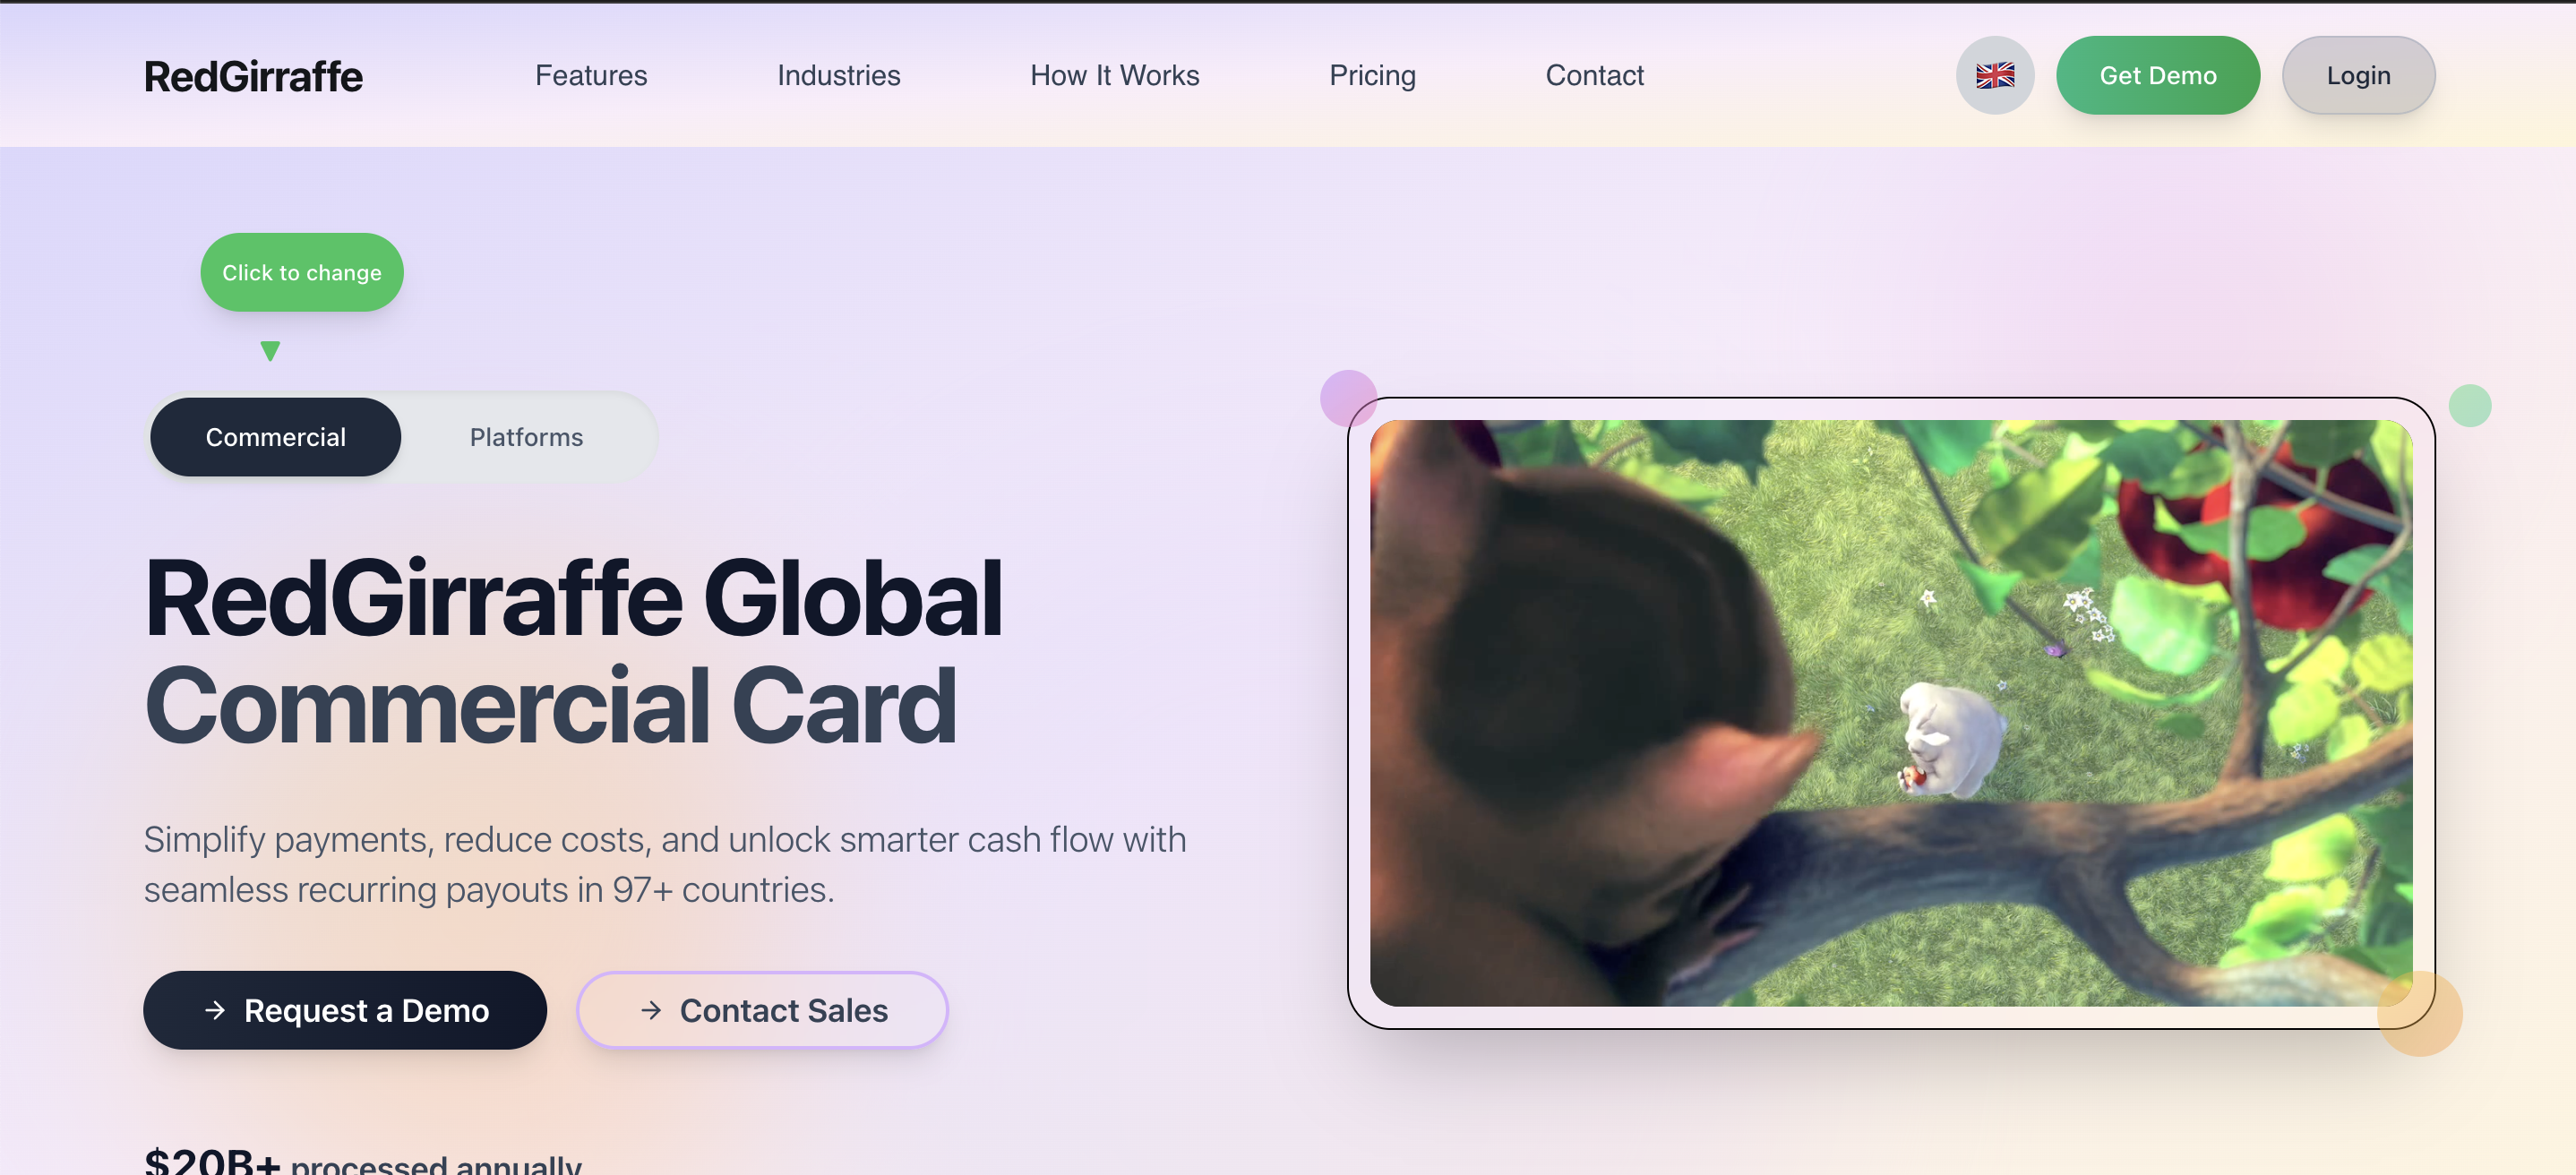 RedGirraffe
Features
Industries
How It Works
Pricing
Contact
Get Demo
Login
Click to change
Commercial
Platforms
RedGirraffe Global
Commercial Card
Simplify payments, reduce costs, and unlock smarter cash flow with
seamless recurring payouts in 97+ countries.
→ Request a Demo
→ Contact Sales
$20B+ processed annually